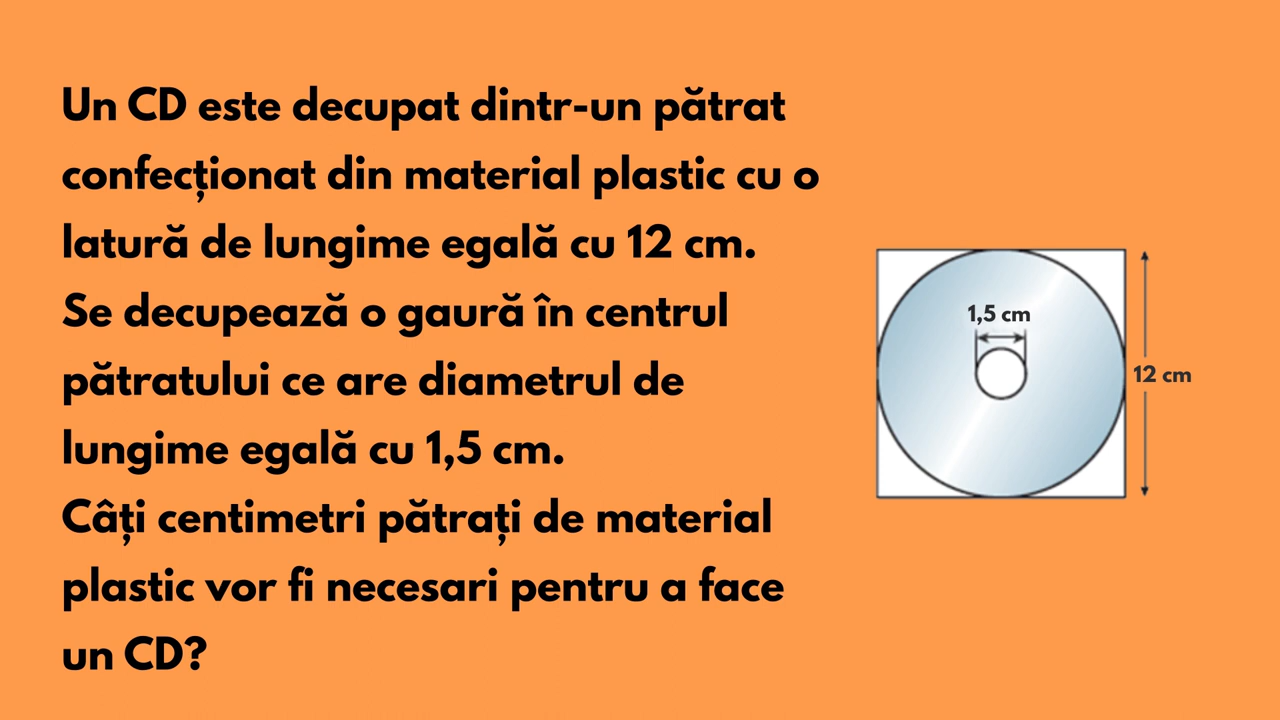 Un CD este decupat dintr-un pătrat
confecționat din material plastic cu o
latură de lungime egală cu 12 cm.
Se decupează o gaură în centrul
pătratului ce are diametrul de
lungime egală cu 1,5 cm.
Câți centimetri pătrați de material
plastic vor fi necesari pentru a face
un CD?
1,5 cm
12 cm